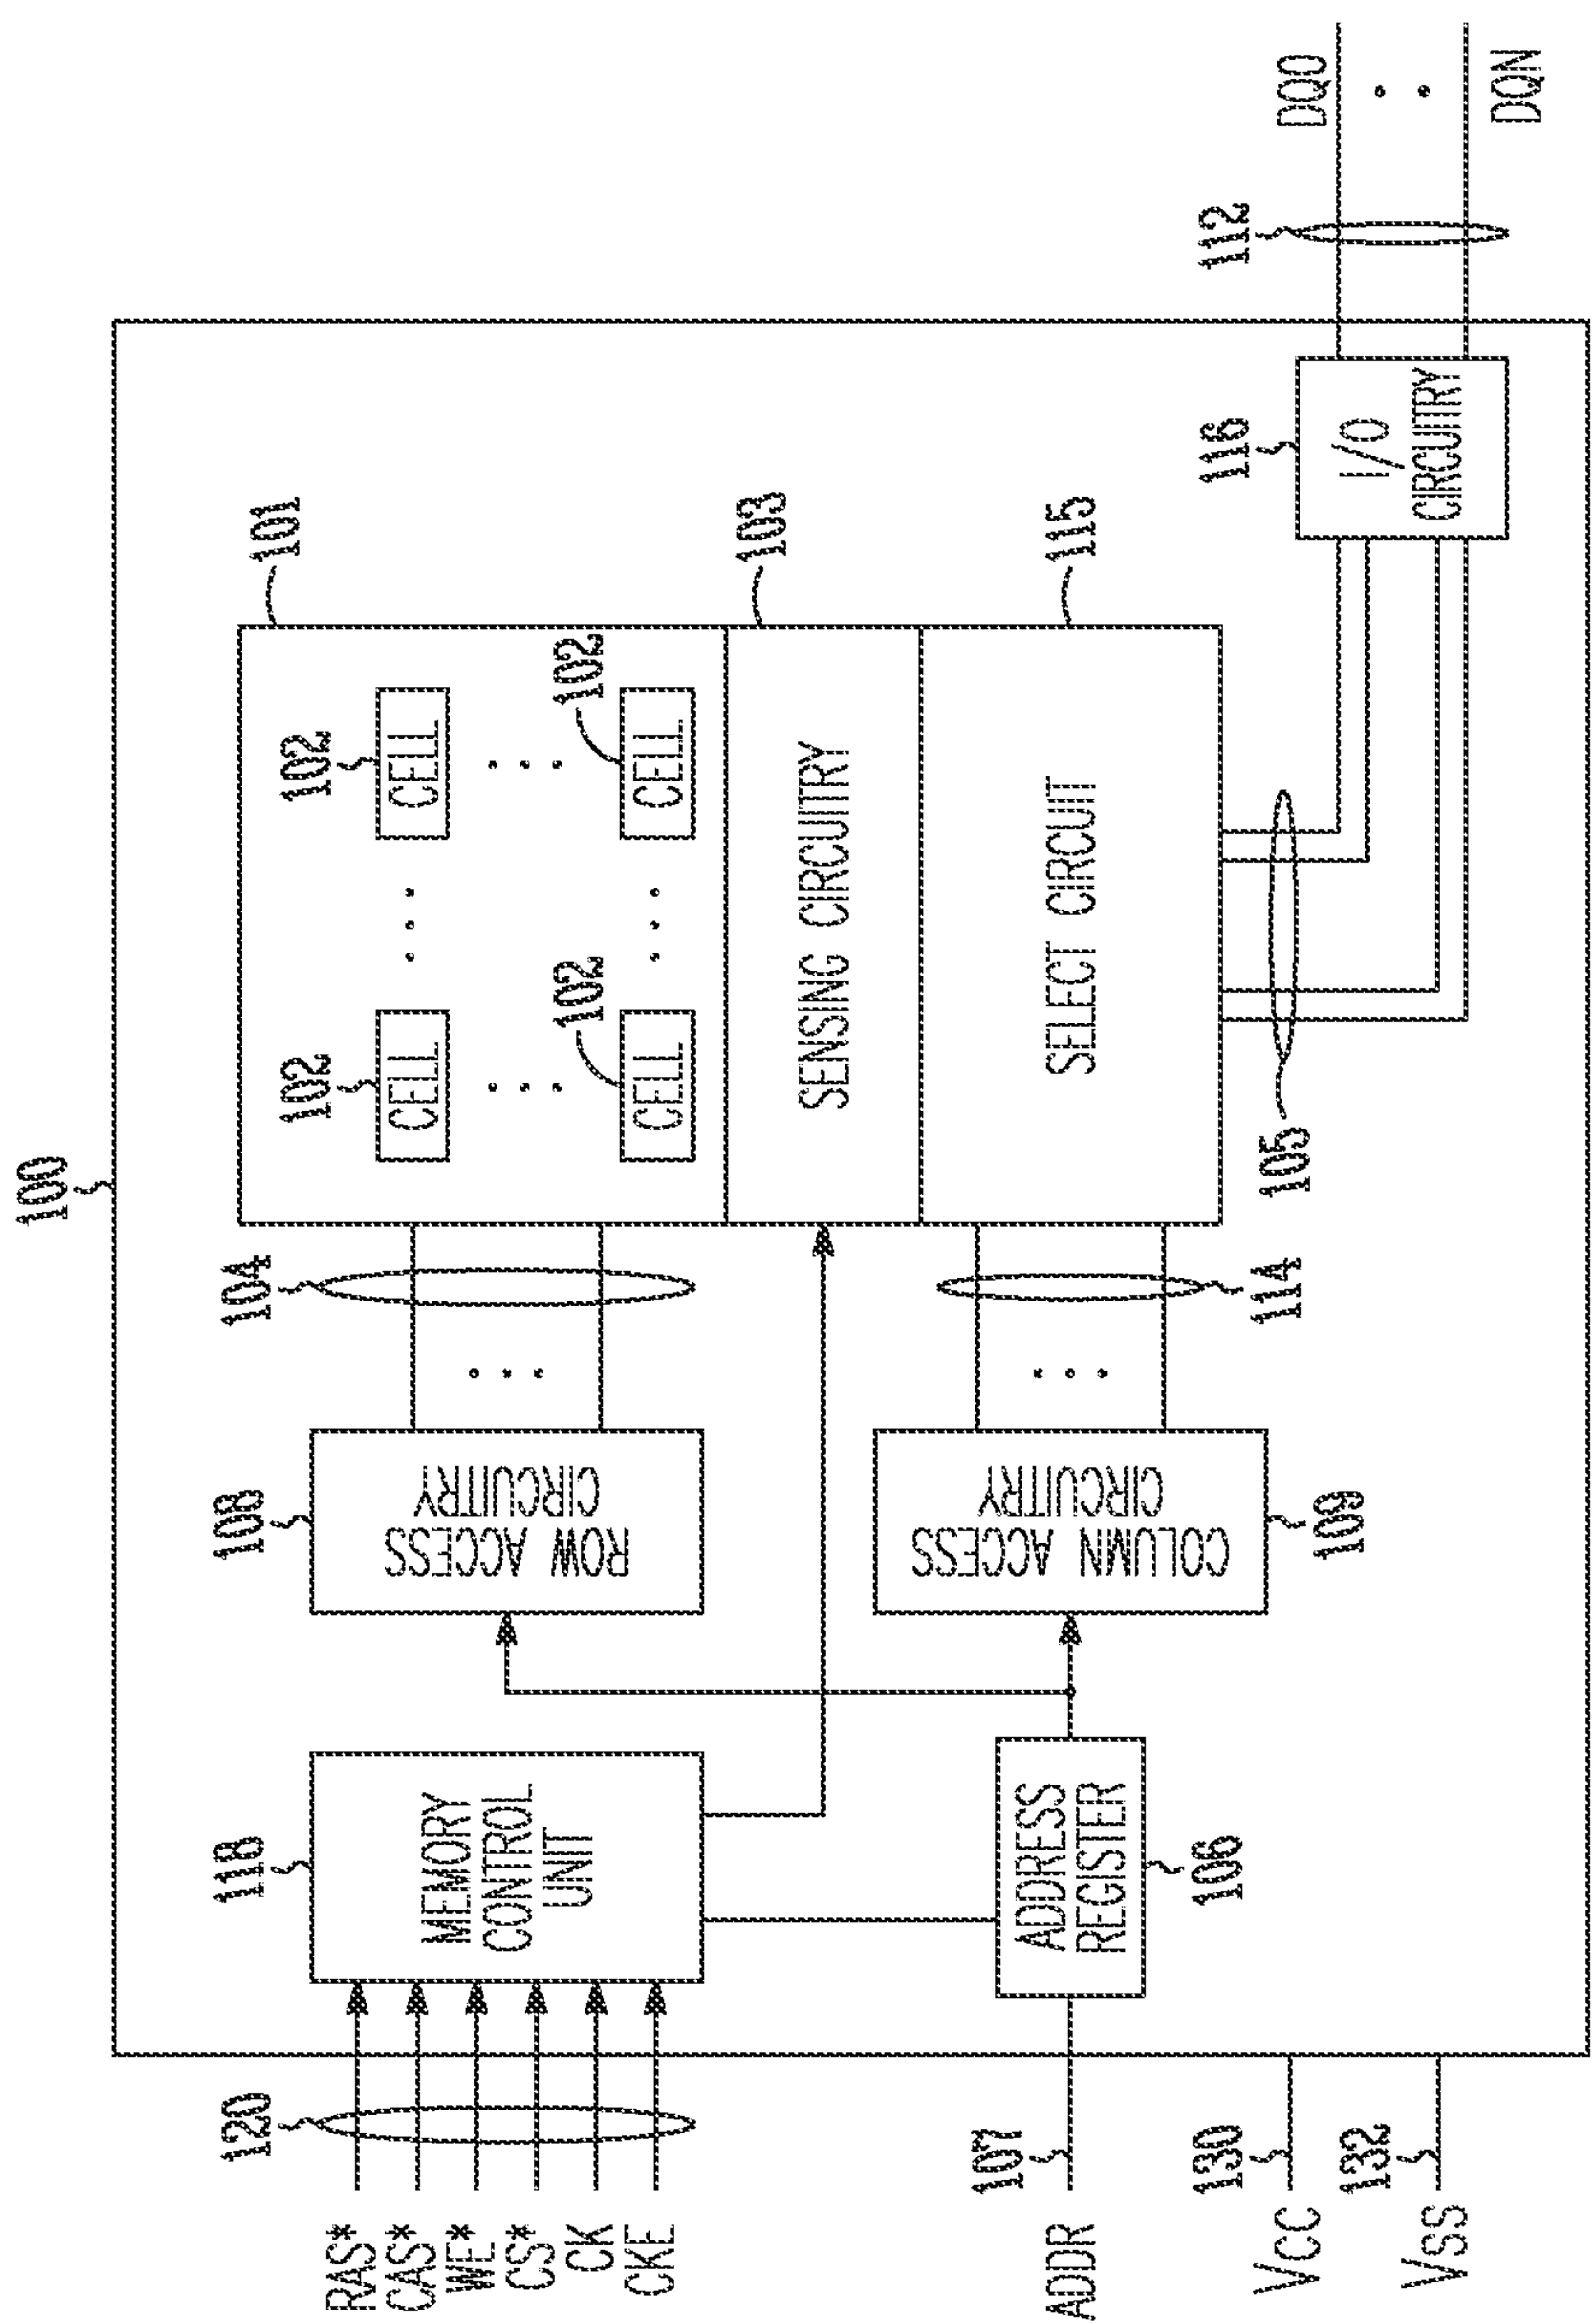 100
101
102
CELL
102
CELL
102
CELL
102
CELL
103
SENSING CIRCUITRY
115
SELECT CIRCUIT
104
114
105
108
ROW ACCESS
CIRCUITRY
COLUMN ACCESS
CIRCUITRY
109
118
MEMORY
CONTROL
UNIT
ADDRESS
REGISTER
106
116
I/O
CIRCUITRY
112
DQ0
DQN
120
RAS*
CAS*
WE*
CS*
CK
CKE
107
ADDR
130
VCC
132
VSS